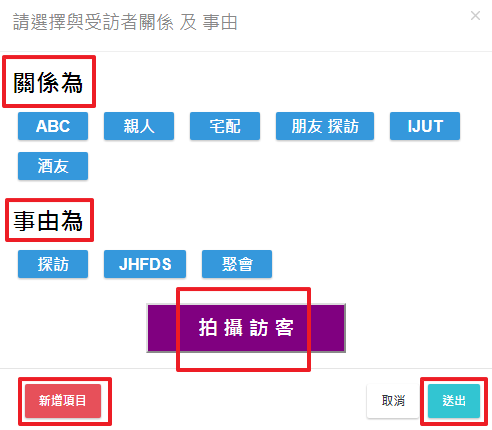 請選擇與受訪者關係 及 事由
×
關係為
ABC 親人 宅配 朋友 探訪 IJUT
酒友
事由為
探訪 JHFDS 聚會
拍攝訪客
新增項目 取消 送出